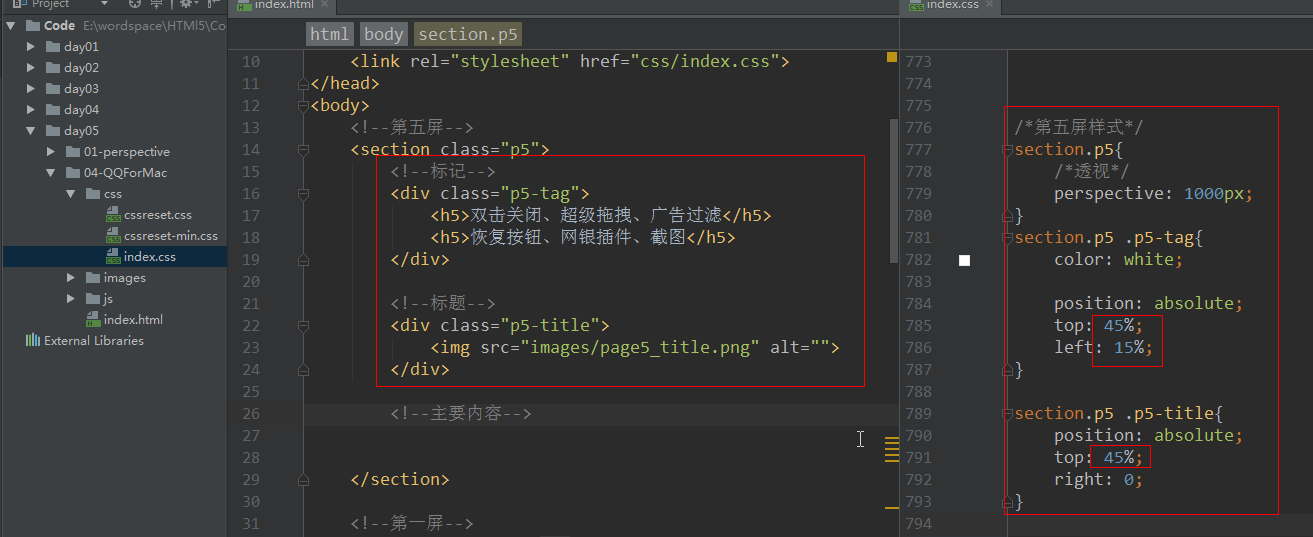 Project
index.html
index.css
Code E:\wordspace\HTMl5\Co
day01
day02
day03
day04
day05
01-perspective
04-QQForMac
css
cssreset.css
cssreset-min.css
index.css
images
js
index.html
External Libraries
html body section.p5
10 <link rel="stylesheet" href="css/index.css">
11 </head>
12 <body>
13 <!--第五屏-->
14 <section class="p5">
15 <!--标记-->
16 <div class="p5-tag">
17 <h5>双击关闭、超级拖拽、广告过滤</h5>
18 <h5>恢复按钮、网银插件、截图</h5>
19 </div>
20
21 <!--标题-->
22 <div class="p5-title">
23 <img src="images/page5_title.png" alt="">
24 </div>
25
26 <!--主要内容-->
27
28
29 </section>
30
31 <!--第一屏-->
773
774
775
776 /*第五屏样式*/
777 section.p5{
778 /*透视*/
779 perspective: 1000px;
780 }
781 section.p5 .p5-tag{
782 color: white;
783
784 position: absolute;
785 top: 45%;
786 left: 15%;
787 }
788
789 section.p5 .p5-title{
790 position: absolute;
791 top: 45%;
792 right: 0;
793 }
794